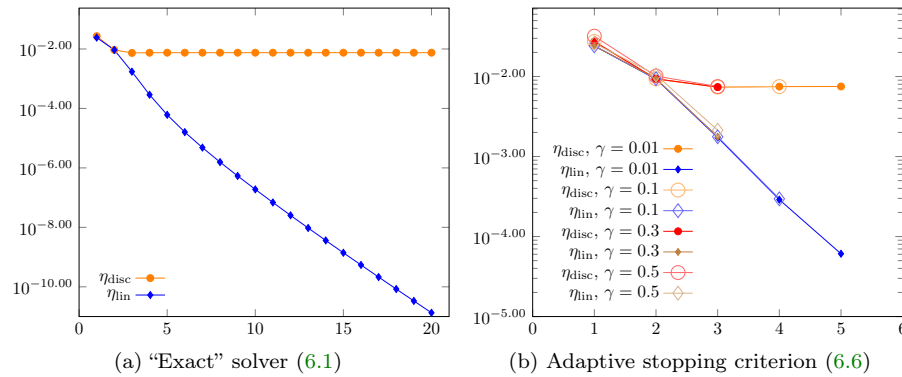 10^−2.00
10^−4.00
10^−6.00
10^−8.00
10^−10.00
η_disc
η_lin
0 5 10 15 20
(a) “Exact” solver (6.1)
10^−2.00
10^−3.00
10^−4.00
10^−5.00
η_disc, γ = 0.01
η_lin, γ = 0.01
η_disc, γ = 0.1
η_lin, γ = 0.1
η_disc, γ = 0.3
η_lin, γ = 0.3
η_disc, γ = 0.5
η_lin, γ = 0.5
0 1 2 3 4 5 6
(b) Adaptive stopping criterion (6.6)